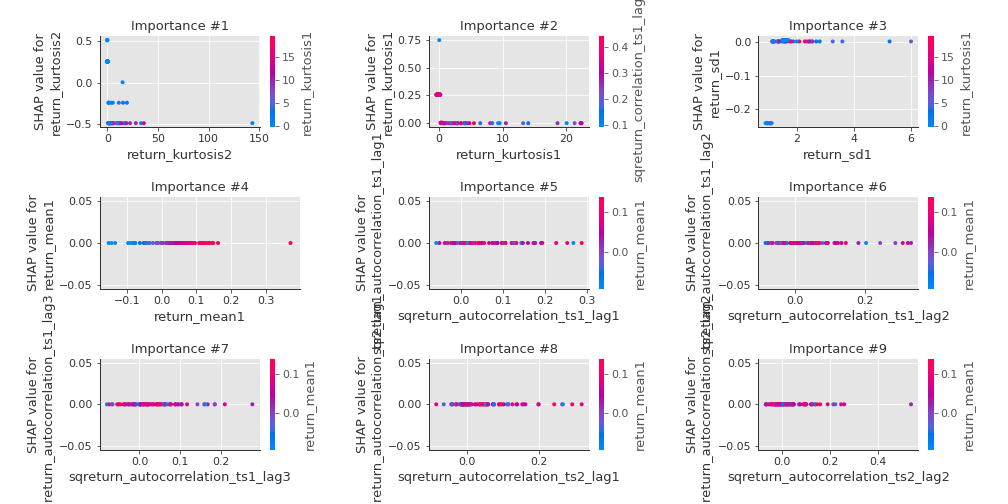 Importance #1
SHAP value for
return_kurtosis2
0.5
0.0
−0.5
0
50
100
150
return_kurtosis2
15
10
5
0
return_kurtosis1
Importance #2
SHAP value for
return_kurtosis1
0.75
0.50
0.25
0.00
0
10
20
return_kurtosis1
0.4
0.3
0.2
0.1
sqreturn_correlation_ts1_lag
Importance #3
SHAP value for
return_sd1
0.0
−0.1
−0.2
2
4
6
return_sd1
15
10
5
0
return_kurtosis1
Importance #4
SHAP value for
return_mean1
0.05
0.00
−0.05
−0.1
0.0
0.1
0.2
0.3
return_mean1
Importance #5
SHAP value for
sqreturn_autocorrelation_ts1_lag1
0.05
0.00
−0.05
0.0
0.1
0.2
0.3
sqreturn_autocorrelation_ts1_lag1
0.1
0.0
return_mean1
Importance #6
SHAP value for
sqreturn_autocorrelation_ts1_lag2
0.05
0.00
−0.05
0.0
0.2
sqreturn_autocorrelation_ts1_lag2
0.1
0.0
return_mean1
Importance #7
SHAP value for
return_autocorrelation_ts1_lag3
0.05
0.00
−0.05
0.0
0.1
0.2
sqreturn_autocorrelation_ts1_lag3
0.1
0.0
return_mean1
Importance #8
SHAP value for
return_autocorrelation_ts2_lag1
0.05
0.00
−0.05
0.0
0.2
sqreturn_autocorrelation_ts2_lag1
0.1
0.0
return_mean1
Importance #9
SHAP value for
return_autocorrelation_ts2_lag2
0.05
0.00
−0.05
0.0
0.2
0.4
sqreturn_autocorrelation_ts2_lag2
0.1
0.0
return_mean1